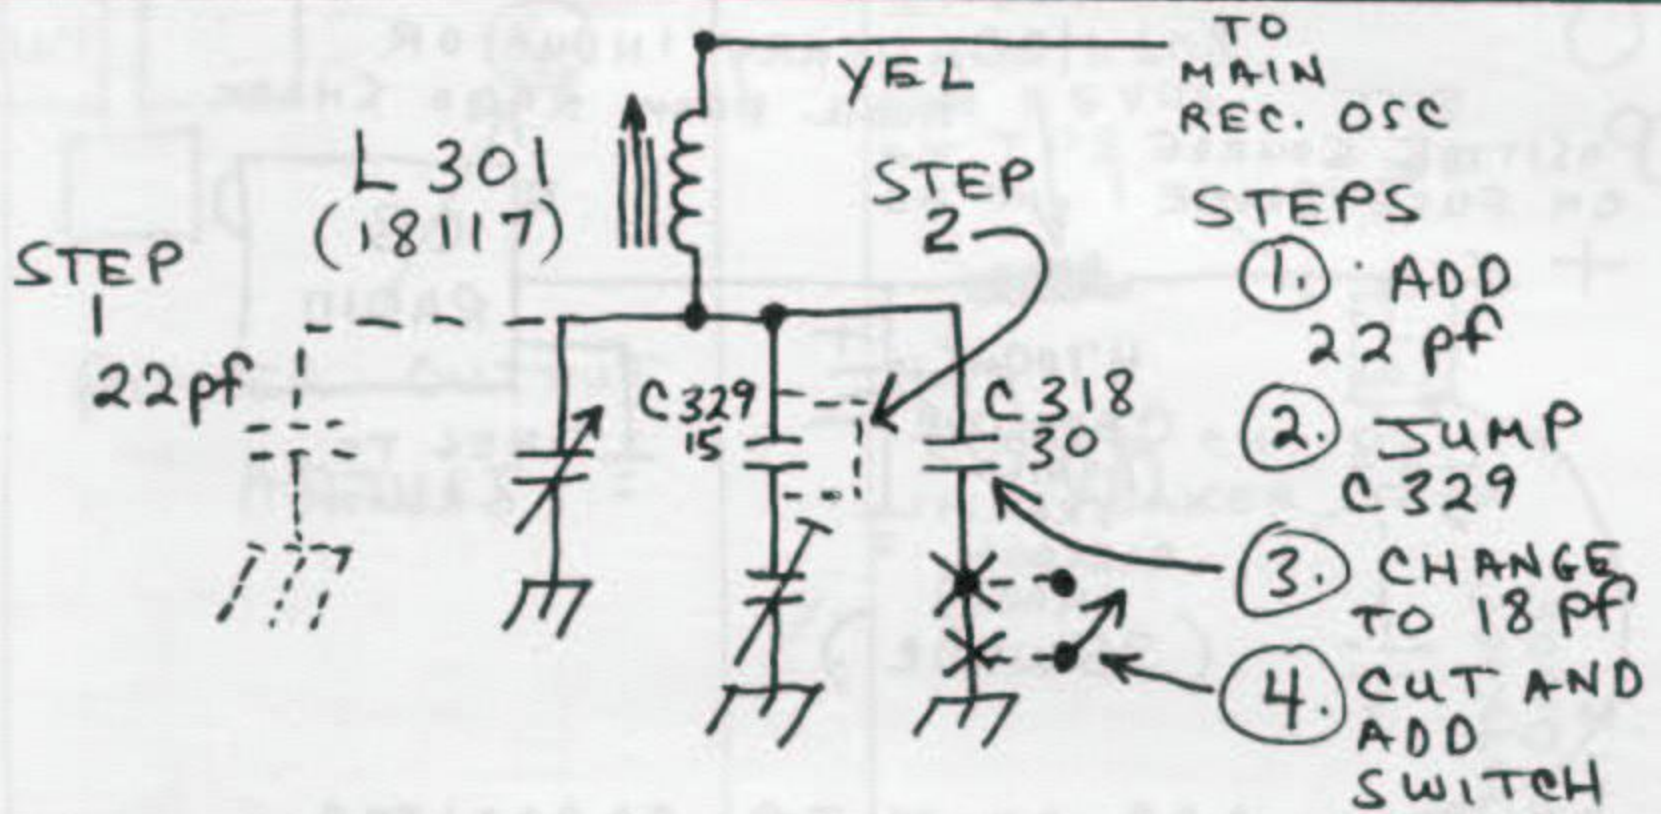 TO
MAIN
REC. OSC
YEL
L 301
(18117)
STEP
1
22pf
STEP
2
C329
15
C318
30
STEPS
1. ADD
22 pf
2. JUMP
C329
3. CHANGE
TO 18 pf
4. CUT AND
ADD
SWITCH